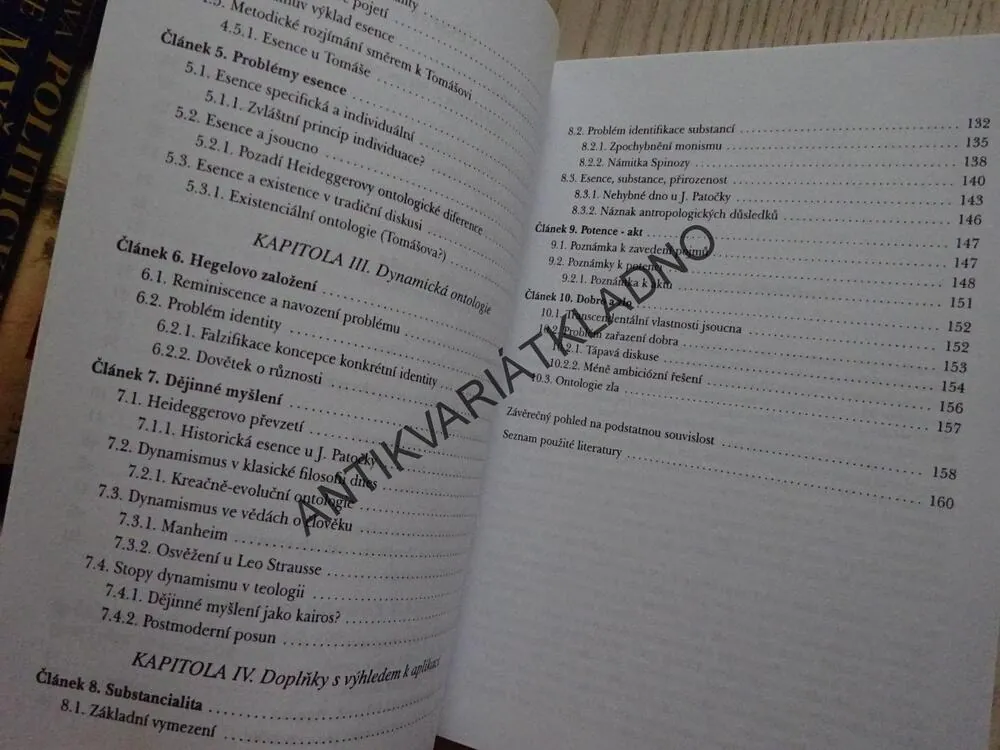 pojetí
výklad esence
4.5. Metodické rozjímání směrem k Tomášovi
4.5.1. Esence u Tomáše
Článek 5. Problémy esence
5.1. Esence specifická a individuální
5.1.1. Zvláštní princip individuace?
5.2. Esence a jsoucno
5.2.1. Pozadí Heideggerovy ontologické diference
5.3. Esence a existence v tradiční diskusi
5.3.1. Existenciální ontologie (Tomášova?)
KAPITOLA III. Dynamická ontologie
Článek 6. Hegelovo založení
6.1. Reminiscence a navození problému
6.2. Problém identity
6.2.1. Falzifikace koncepce konkrétní identity
6.2.2. Dovětek o různosti
Článek 7. Dějinné myšlení
7.1. Heideggerovo převzetí
7.1.1. Historická esence u J. Patočky
7.2. Dynamismus v klasické filosofii dnes
7.2.1. Kreačně-evoluční ontologie
7.3. Dynamismus ve vědách o člověku
7.3.1. Manheim
7.3.2. Osvěžení u Leo Strausse
7.4. Stopy dynamismu v teologii
7.4.1. Dějinné myšlení jako kairos?
7.4.2. Postmoderní posun
KAPITOLA IV. Doplňky s výhledem k aplikaci
Článek 8. Substancialita
8.1. Základní vymezení
8.2. Problém identifikace substancí 132
8.2.1. Zpochybnění monismu 135
8.2.2. Námitka Spinozy 138
8.3. Esence, substance, přirozenost 140
8.3.1. Nehybné dno u J. Patočky 143
8.3.2. Náznak antropologických důsledků 146
Článek 9. Potence - akt 147
9.1. Poznámka k zavedení pojmů 147
9.2. Poznámky k potenci 148
9.2.1. Poznámka k aktu 151
Článek 10. Dobro a zlo 152
10.1. Transcendentální vlastnosti jsoucna 152
10.2. Problém zařazení dobra 153
10.2.1. Tápavá diskuse 154
10.2.2. Méně ambiciózní řešení 156
10.3. Ontologie zla 157
Závěrečný pohled na podstatnou souvislost 158
Seznam použité literatury 160
ANTIKVARIÁTKLADNO
POLITICK